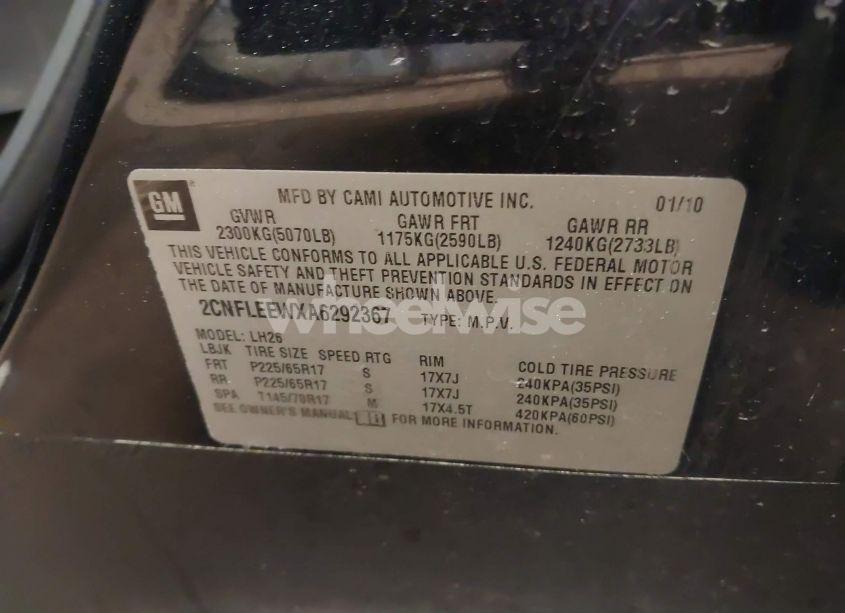 GM
MFD BY CAMI AUTOMOTIVE INC. 01/10
GVWR GAWR FRT GAWR RR
2300KG(5070LB) 1175KG(2590LB) 1240KG(2733LB)
THIS VEHICLE CONFORMS TO ALL APPLICABLE U.S. FEDERAL MOTOR
VEHICLE SAFETY AND THEFT PREVENTION STANDARDS IN EFFECT ON
THE DATE OF MANUFACTURE SHOWN ABOVE.
2CNFLEEWXA6292367 TYPE: M.P.V.
wheelwise
MODEL: LH26
LBJK TIRE SIZE SPEED RTG RIM COLD TIRE PRESSURE
FRT P225/65R17 S 17X7J 240KPA(35PSI)
RR P225/65R17 S 17X7J 240KPA(35PSI)
SPA T145/70R17 M 17X4.5T 420KPA(60PSI)
SEE OWNER'S MANUAL FOR MORE INFORMATION.